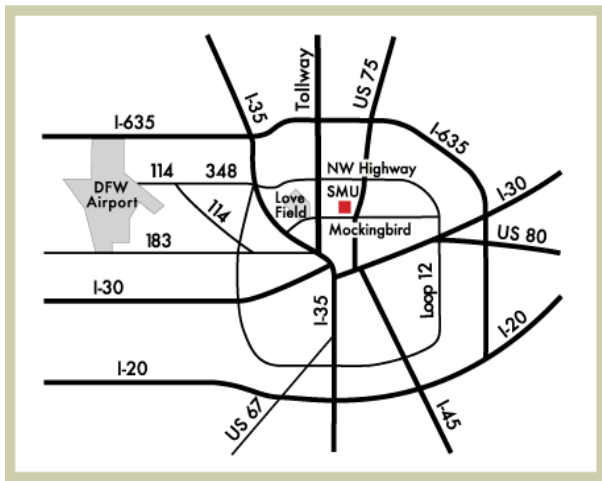 I-35
Tollway
US 75
I-635
I-635
114
348
NW Highway
I-30
DFW
Airport
SMU
Love
Field
114
Mockingbird
US 80
183
I-30
I-35
Loop 12
I-20
I-20
US 67
I-45